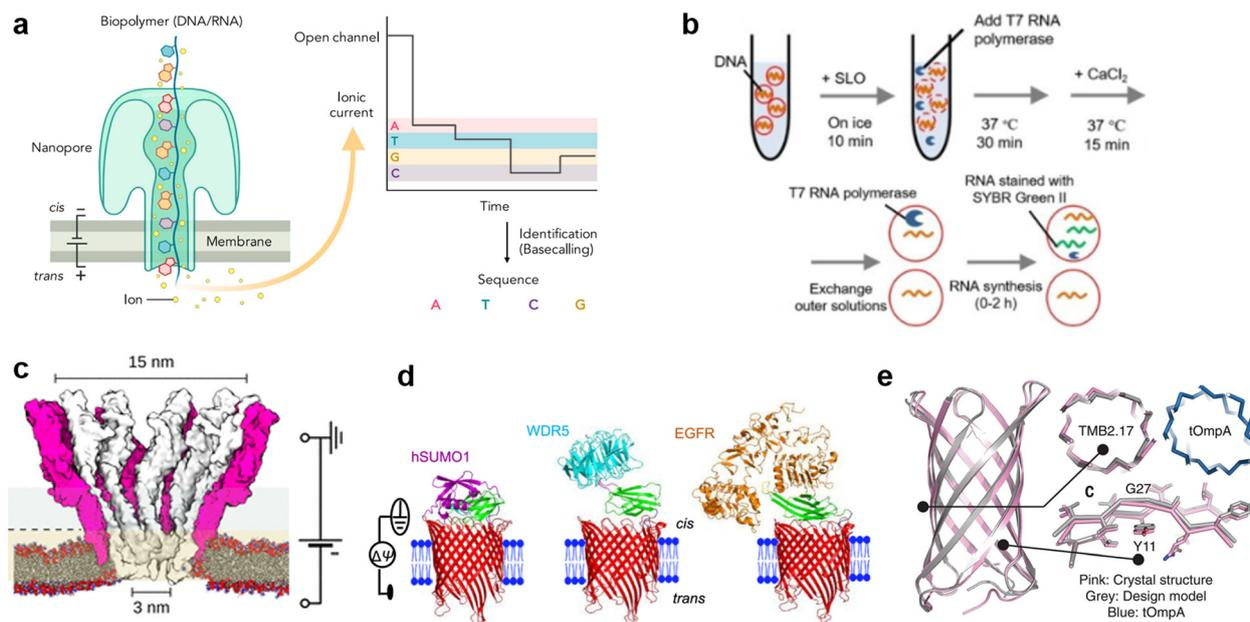 a
Biopolymer (DNA/RNA)
Nanopore
cis
−
Membrane
trans
+
Ion
Open channel
Ionic
current
A
T
G
C
Time
Identification
(Basecalling)
Sequence
A T C G
b
DNA
+ SLO
On ice
10 min
Add T7 RNA
polymerase
37 °C
30 min
+ CaCl2
37 °C
15 min
T7 RNA polymerase
RNA stained with
SYBR Green II
Exchange
outer solutions
RNA synthesis
(0-2 h)
c
15 nm
3 nm
-
d
hSUMO1
WDR5
EGFR
ΔΨ
cis
trans
e
TMB2.17
tOmpA
C
G27
Y11
Pink: Crystal structure
Grey: Design model
Blue: tOmpA